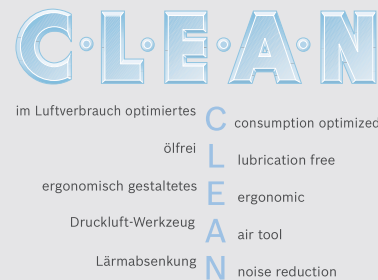 C·L·E·A·N
im Luftverbrauch optimiertes C consumption optimized
ölfrei L lubrication free
ergonomisch gestaltetes E ergonomic
Druckluft-Werkzeug A air tool
Lärmabsenkung N noise reduction